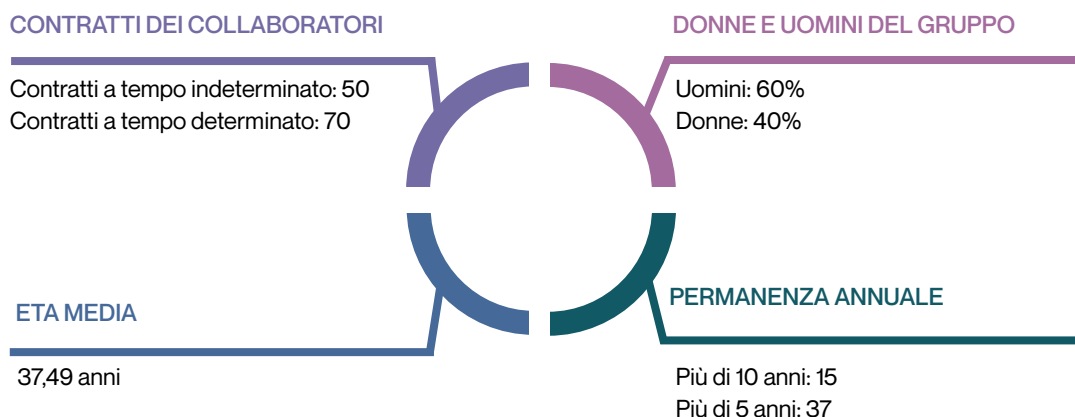 CONTRATTI DEI COLLABORATORI
Contratti a tempo indeterminato: 50
Contratti a tempo determinato: 70
DONNE E UOMINI DEL GRUPPO
Uomini: 60%
Donne: 40%
ETA MEDIA
37,49 anni
PERMANENZA ANNUALE
Più di 10 anni: 15
Più di 5 anni: 37